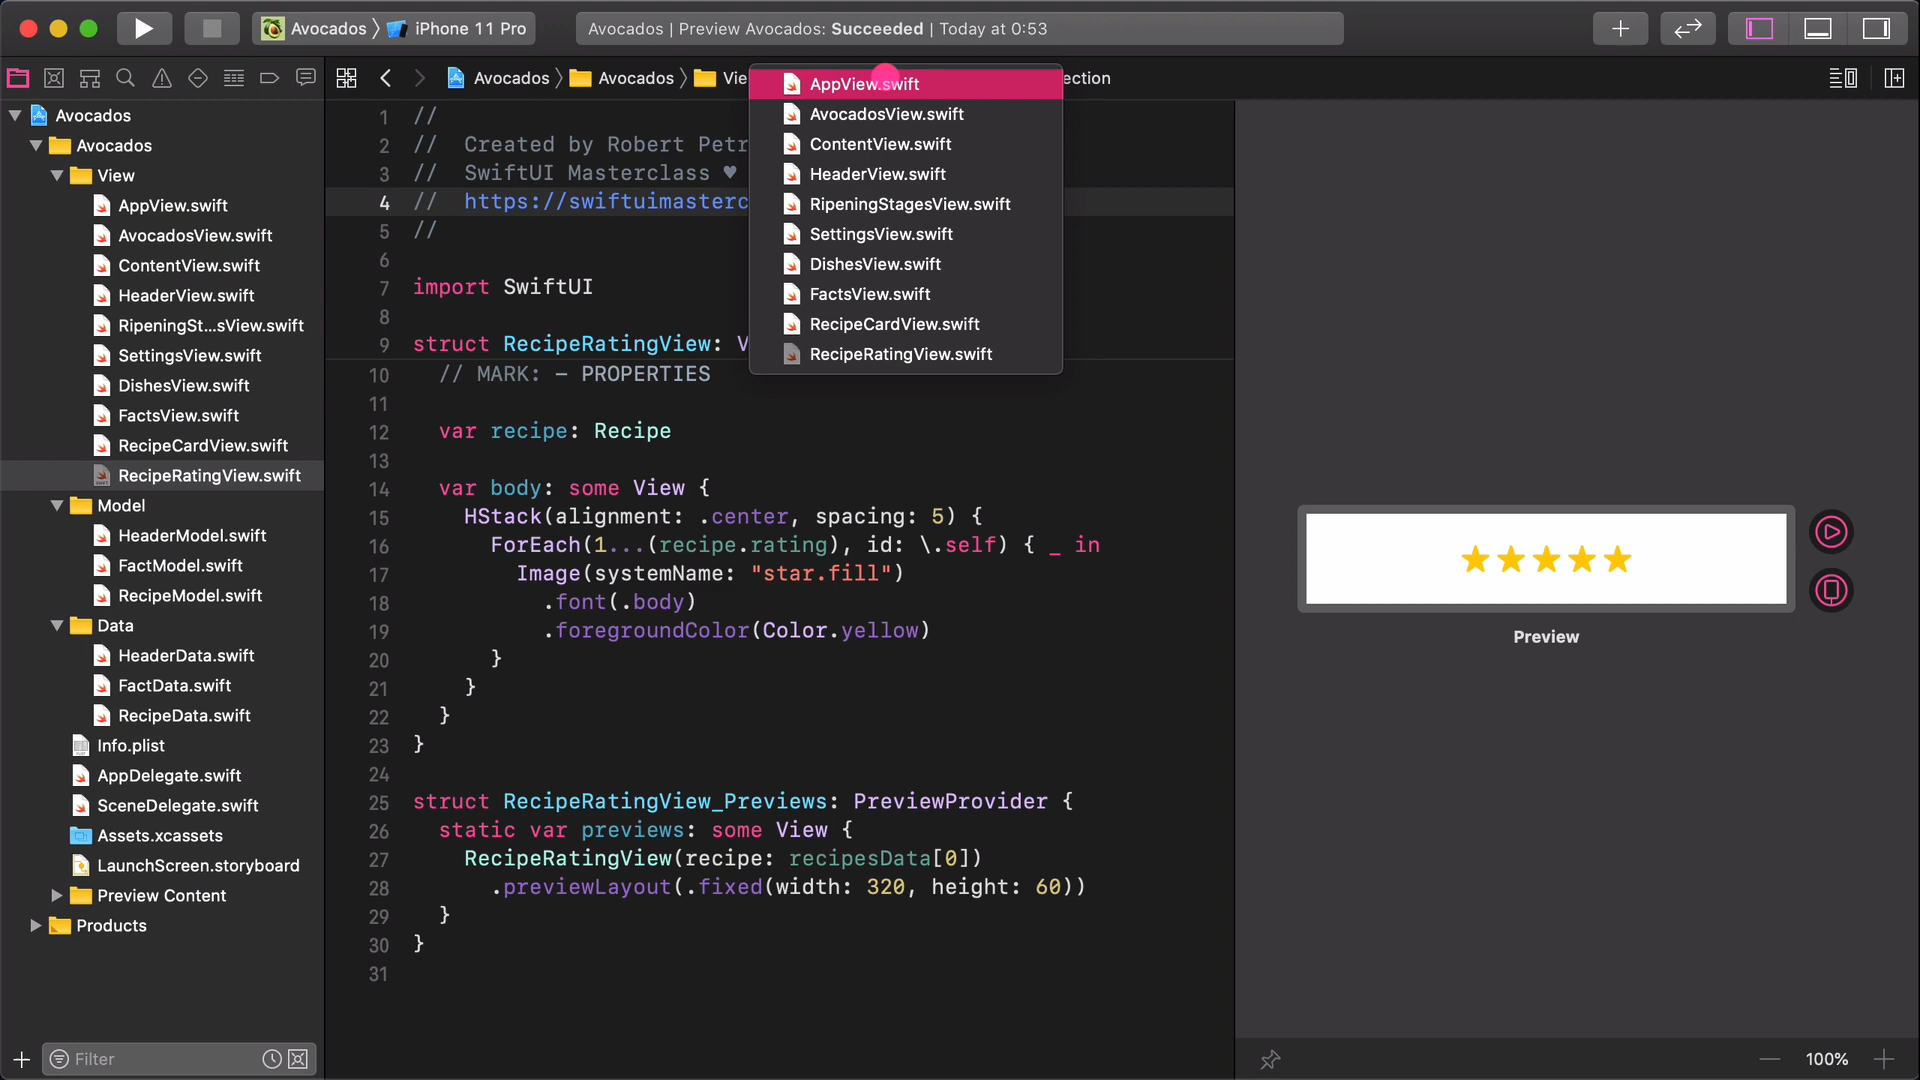 Avocados 〉 iPhone 11 Pro
Avocados | Preview Avocados: Succeeded | Today at 0:53
Avocados 〉 Avocados 〉 Vie
ection
Avocados
Avocados
View
AppView.swift
AvocadosView.swift
ContentView.swift
HeaderView.swift
RipeningSt...sView.swift
SettingsView.swift
DishesView.swift
FactsView.swift
RecipeCardView.swift
RecipeRatingView.swift
Model
HeaderModel.swift
FactModel.swift
RecipeModel.swift
Data
HeaderData.swift
FactData.swift
RecipeData.swift
Info.plist
AppDelegate.swift
SceneDelegate.swift
Assets.xcassets
LaunchScreen.storyboard
Preview Content
Products
Filter
AppView.swift
AvocadosView.swift
ContentView.swift
HeaderView.swift
RipeningStagesView.swift
SettingsView.swift
DishesView.swift
FactsView.swift
RecipeCardView.swift
RecipeRatingView.swift
1 //
2 //  Created by Robert Petr
3 //  SwiftUI Masterclass ♥
4 //  https://swiftuimasterc
5 //
6
7 import SwiftUI
8
9 struct RecipeRatingView: V
10   // MARK: - PROPERTIES
11
12   var recipe: Recipe
13
14   var body: some View {
15     HStack(alignment: .center, spacing: 5) {
16       ForEach(1...(recipe.rating), id: \.self) { _ in
17         Image(systemName: "star.fill")
18           .font(.body)
19           .foregroundColor(Color.yellow)
20       }
21     }
22   }
23 }
24
25 struct RecipeRatingView_Previews: PreviewProvider {
26   static var previews: some View {
27     RecipeRatingView(recipe: recipesData[0])
28       .previewLayout(.fixed(width: 320, height: 60))
29   }
30 }
31
Preview
100%